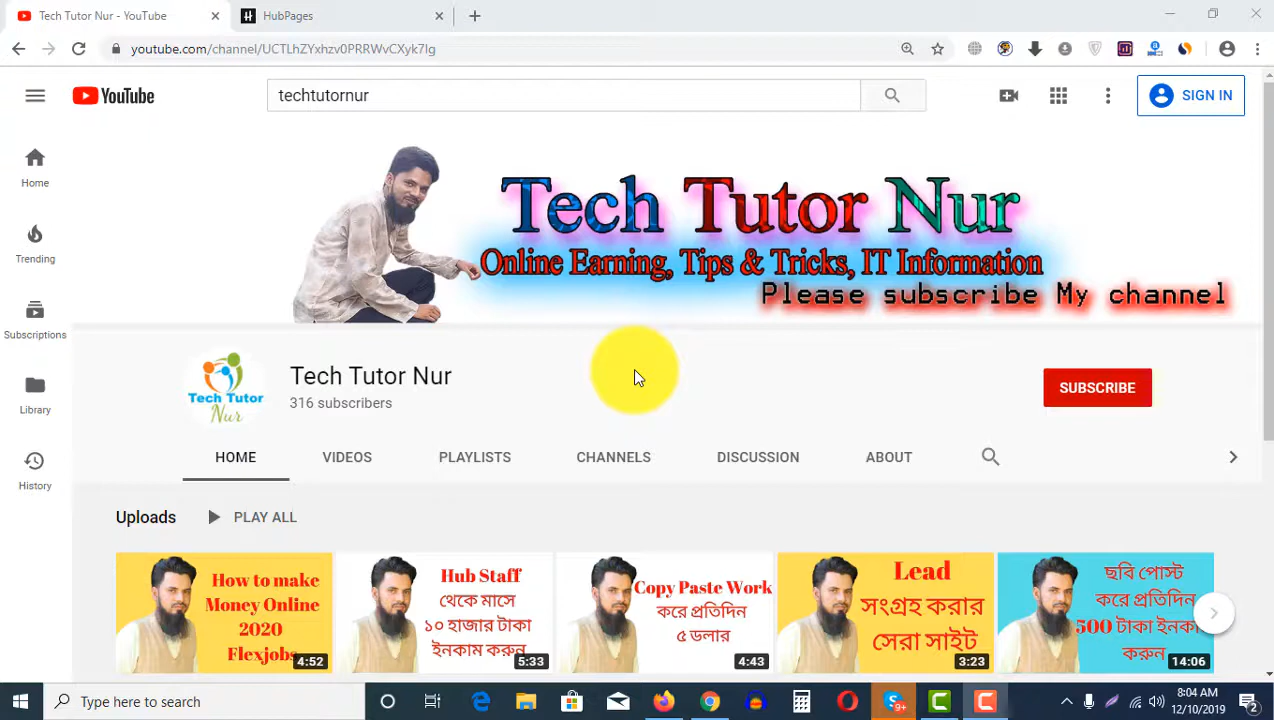 Tech Tutor Nur - YouTube
HubPages
youtube.com/channel/UCTLhZYxhzv0PRRWvCXyk7Ig
YouTube
techtutornur
SIGN IN
Home
Trending
Subscriptions
Library
History
Tech Tutor Nur
Online Earning, Tips & Tricks, IT Information
Please subscribe My channel
Tech Tutor
Nur
Tech Tutor Nur
316 subscribers
SUBSCRIBE
HOME VIDEOS PLAYLISTS CHANNELS DISCUSSION ABOUT
Uploads PLAY ALL
How to make
Money Online
2020
Flexjobs
4:52
Hub Staff
থেকে মাসে
১০ হাজার টাকা
ইনকাম করুন
5:33
Copy Paste Work
করে প্রতিদিন
৫ ডলার
4:43
Lead
সংগ্রহ করার
সেরা সাইট
3:23
ছবি পোস্ট
করে প্রতিদিন
500 টাকা ইনকাম
করুন
14:06
Type here to search
9+
8:04 AM
12/10/2019
2